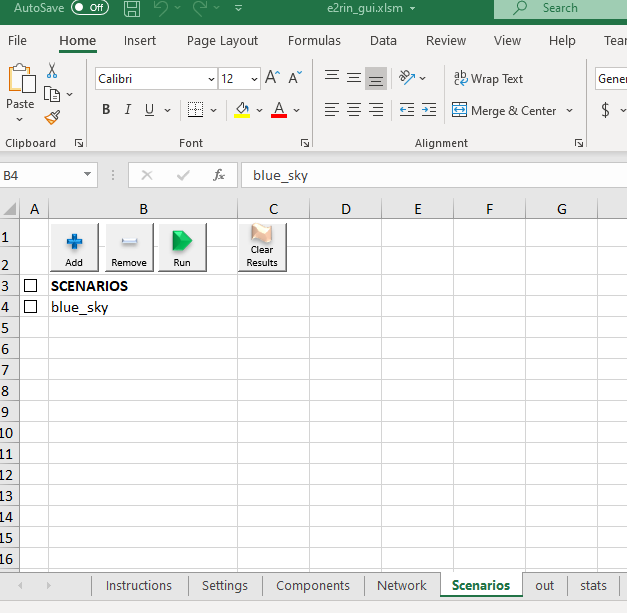 AutoSave Off e2rin_gui.xlsm Search
File Home Insert Page Layout Formulas Data Review View Help
Calibri 12 A A Wrap Text
Paste B I U A Merge & Center $
Clipboard Font Alignment
B4 fx blue_sky
A B C D E F G
1
Add Remove Run Clear
Results
2
3 SCENARIOS
4 blue_sky
5
6
7
8
9
10
11
12
13
14
15
16
Instructions Settings Components Network Scenarios out stats